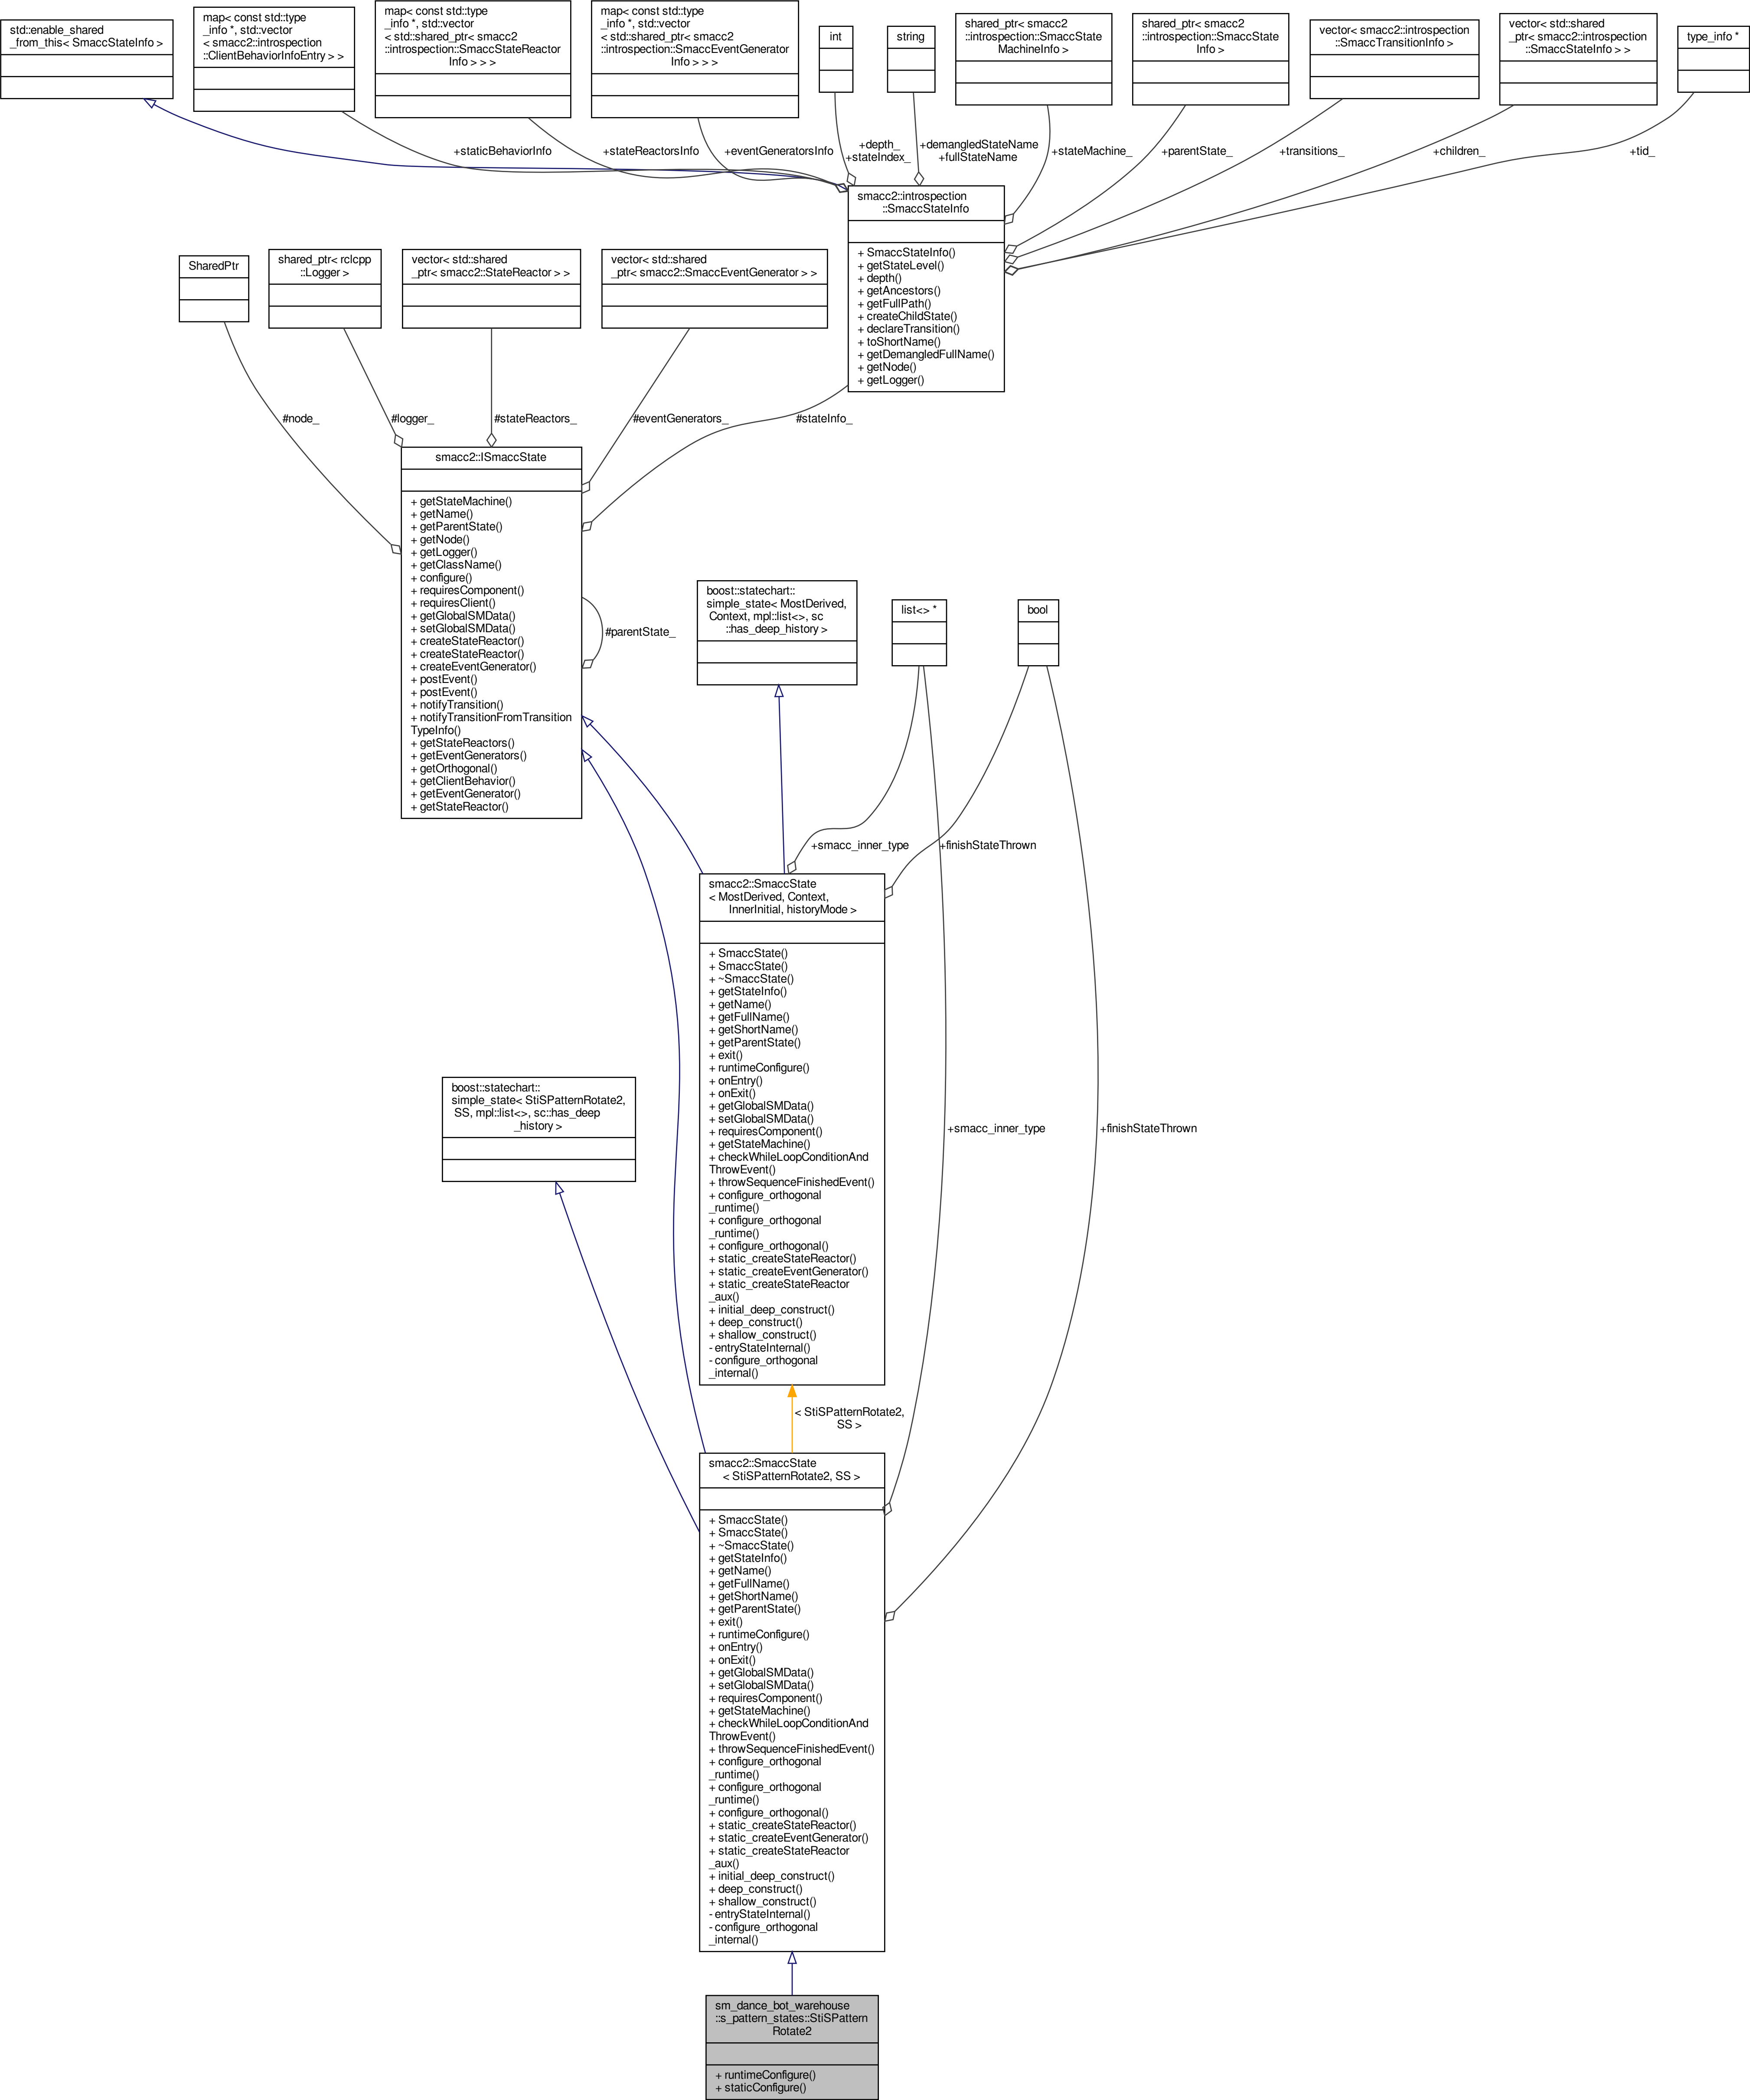 std::enable_shared
_from_this< SmaccStateInfo >
map< const std::type
_info *, std::vector
< smacc2::introspection
::ClientBehaviorInfoEntry > >
map< const std::type
_info *, std::vector
< std::shared_ptr< smacc2
::introspection::SmaccStateReactor
Info > > >
map< const std::type
_info *, std::vector
< std::shared_ptr< smacc2
::introspection::SmaccEventGenerator
Info > > >
int
string
shared_ptr< smacc2
::introspection::SmaccState
MachineInfo >
shared_ptr< smacc2
::introspection::SmaccState
Info >
vector< smacc2::introspection
::SmaccTransitionInfo >
vector< std::shared
_ptr< smacc2::introspection
::SmaccStateInfo > >
type_info *
+staticBehaviorInfo
+stateReactorsInfo
+eventGeneratorsInfo
+depth_
+stateIndex_
+demangledStateName
+fullStateName
+stateMachine_
+parentState_
+transitions_
+children_
+tid_
smacc2::introspection
::SmaccStateInfo
+ SmaccStateInfo()
+ getStateLevel()
+ depth()
+ getAncestors()
+ getFullPath()
+ createChildState()
+ declareTransition()
+ toShortName()
+ getDemangledFullName()
+ getNode()
+ getLogger()
SharedPtr
shared_ptr< rclcpp
::Logger >
vector< std::shared
_ptr< smacc2::StateReactor > >
vector< std::shared
_ptr< smacc2::SmaccEventGenerator > >
#node_
#logger_
#stateReactors_
#eventGenerators_
#stateInfo_
smacc2::ISmaccState
+ getStateMachine()
+ getName()
+ getParentState()
+ getNode()
+ getLogger()
+ getClassName()
+ configure()
+ requiresComponent()
+ requiresClient()
+ getGlobalSMData()
+ setGlobalSMData()
+ createStateReactor()
+ createStateReactor()
+ createEventGenerator()
+ postEvent()
+ postEvent()
+ notifyTransition()
+ notifyTransitionFromTransition
TypeInfo()
+ getStateReactors()
+ getEventGenerators()
+ getOrthogonal()
+ getClientBehavior()
+ getEventGenerator()
+ getStateReactor()
#parentState_
boost::statechart::
simple_state< MostDerived,
Context, mpl::list<>, sc
::has_deep_history >
list<> *
bool
+smacc_inner_type
+finishStateThrown
smacc2::SmaccState
< MostDerived, Context,
InnerInitial, historyMode >
+ SmaccState()
+ SmaccState()
+ ~SmaccState()
+ getStateInfo()
+ getName()
+ getFullName()
+ getShortName()
+ getParentState()
+ exit()
+ runtimeConfigure()
+ onEntry()
+ onExit()
+ getGlobalSMData()
+ setGlobalSMData()
+ requiresComponent()
+ getStateMachine()
+ checkWhileLoopConditionAnd
ThrowEvent()
+ throwSequenceFinishedEvent()
+ configure_orthogonal
_runtime()
+ configure_orthogonal
_runtime()
+ configure_orthogonal()
+ static_createStateReactor()
+ static_createEventGenerator()
+ static_createStateReactor
_aux()
+ initial_deep_construct()
+ deep_construct()
+ shallow_construct()
- entryStateInternal()
- configure_orthogonal
_internal()
boost::statechart::
simple_state< StiSPatternRotate2,
SS, mpl::list<>, sc::has_deep
_history >
+smacc_inner_type
+finishStateThrown
< StiSPatternRotate2,
SS >
smacc2::SmaccState
< StiSPatternRotate2, SS >
+ SmaccState()
+ SmaccState()
+ ~SmaccState()
+ getStateInfo()
+ getName()
+ getFullName()
+ getShortName()
+ getParentState()
+ exit()
+ runtimeConfigure()
+ onEntry()
+ onExit()
+ getGlobalSMData()
+ setGlobalSMData()
+ requiresComponent()
+ getStateMachine()
+ checkWhileLoopConditionAnd
ThrowEvent()
+ throwSequenceFinishedEvent()
+ configure_orthogonal
_runtime()
+ configure_orthogonal
_runtime()
+ configure_orthogonal()
+ static_createStateReactor()
+ static_createEventGenerator()
+ static_createStateReactor
_aux()
+ initial_deep_construct()
+ deep_construct()
+ shallow_construct()
- entryStateInternal()
- configure_orthogonal
_internal()
sm_dance_bot_warehouse
::s_pattern_states::StiSPattern
Rotate2
+ runtimeConfigure()
+ staticConfigure()